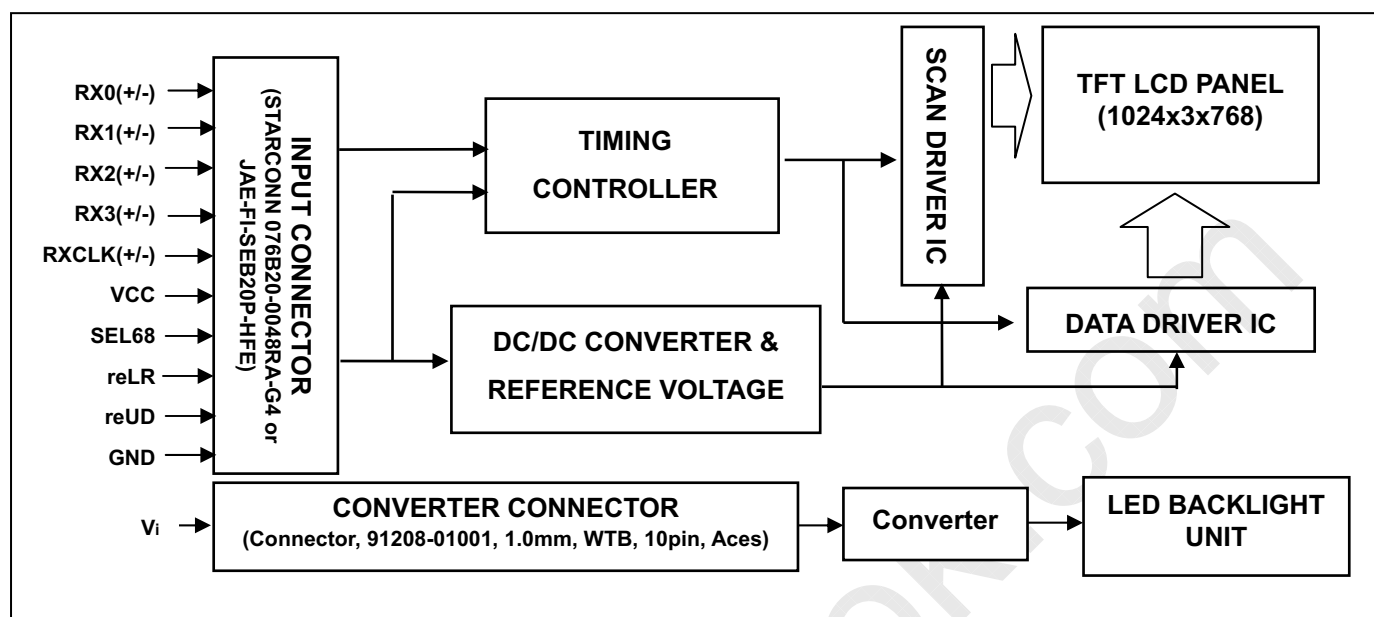 RX0(+/-)
RX1(+/-)
RX2(+/-)
RX3(+/-)
RXCLK(+/-)
VCC
SEL68
reLR
reUD
GND
INPUT CONNECTOR
(STARCONN 076B20-0048RA-G4 or
JAE-FI-SEB20P-HFE)
TIMING
CONTROLLER
DC/DC CONVERTER &
REFERENCE VOLTAGE
SCAN DRIVER IC
TFT LCD PANEL
(1024x3x768)
DATA DRIVER IC
Vi
CONVERTER CONNECTOR
(Connector, 91208-01001, 1.0mm, WTB, 10pin, Aces)
Converter
LED BACKLIGHT
UNIT